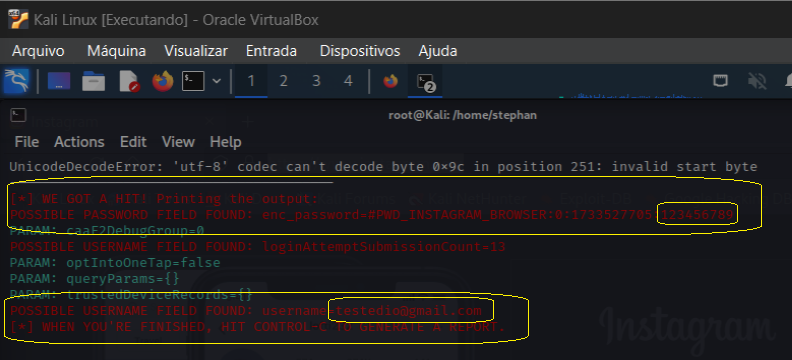 Kali Linux [Executando] - Oracle VirtualBox
Arquivo Máquina Visualizar Entrada Dispositivos Ajuda
1 2 3 4 2
root@Kali: /home/stephan
File Actions Edit View Help
UnicodeDecodeError: 'utf-8' codec can't decode byte 0×9c in position 251: invalid start byte
[*] WE GOT A HIT! Printing the output:
POSSIBLE PASSWORD FIELD FOUND: enc_password=#PWD_INSTAGRAM_BROWSER:0:1733527705:123456789
PARAM: caaF2DebugGroup=0
POSSIBLE USERNAME FIELD FOUND: loginAttemptSubmissionCount=13
PARAM: optIntoOneTap=false
PARAM: queryParams={}
PARAM: trustedDeviceRecords={}
POSSIBLE USERNAME FIELD FOUND: username=testedio@gmail.com
[*] WHEN YOU'RE FINISHED, HIT CONTROL-C TO GENERATE A REPORT.
Instagram